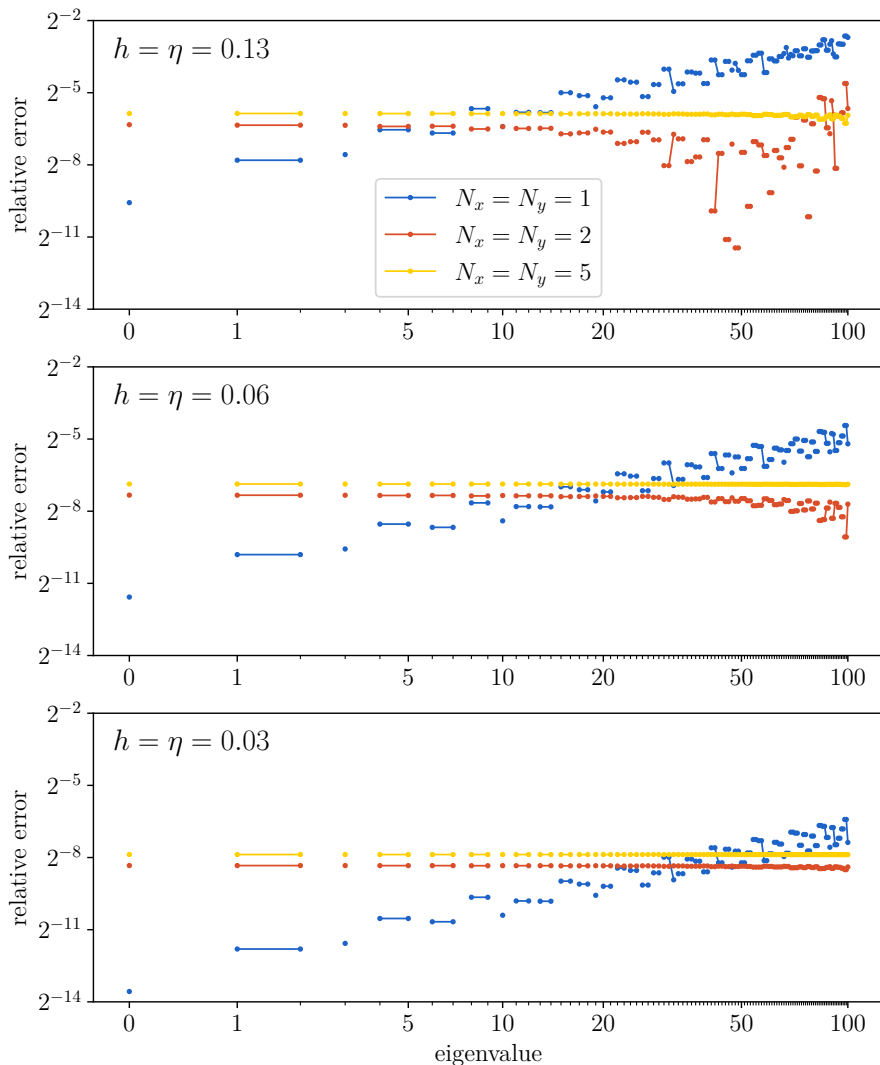 h = η = 0.13
relative error
2⁻²
2⁻⁵
2⁻⁸
2⁻¹¹
2⁻¹⁴
N_x = N_y = 1
N_x = N_y = 2
N_x = N_y = 5
0 1 5 10 20 50 100
h = η = 0.06
relative error
2⁻²
2⁻⁵
2⁻⁸
2⁻¹¹
2⁻¹⁴
0 1 5 10 20 50 100
h = η = 0.03
relative error
2⁻²
2⁻⁵
2⁻⁸
2⁻¹¹
2⁻¹⁴
0 1 5 10 20 50 100
eigenvalue